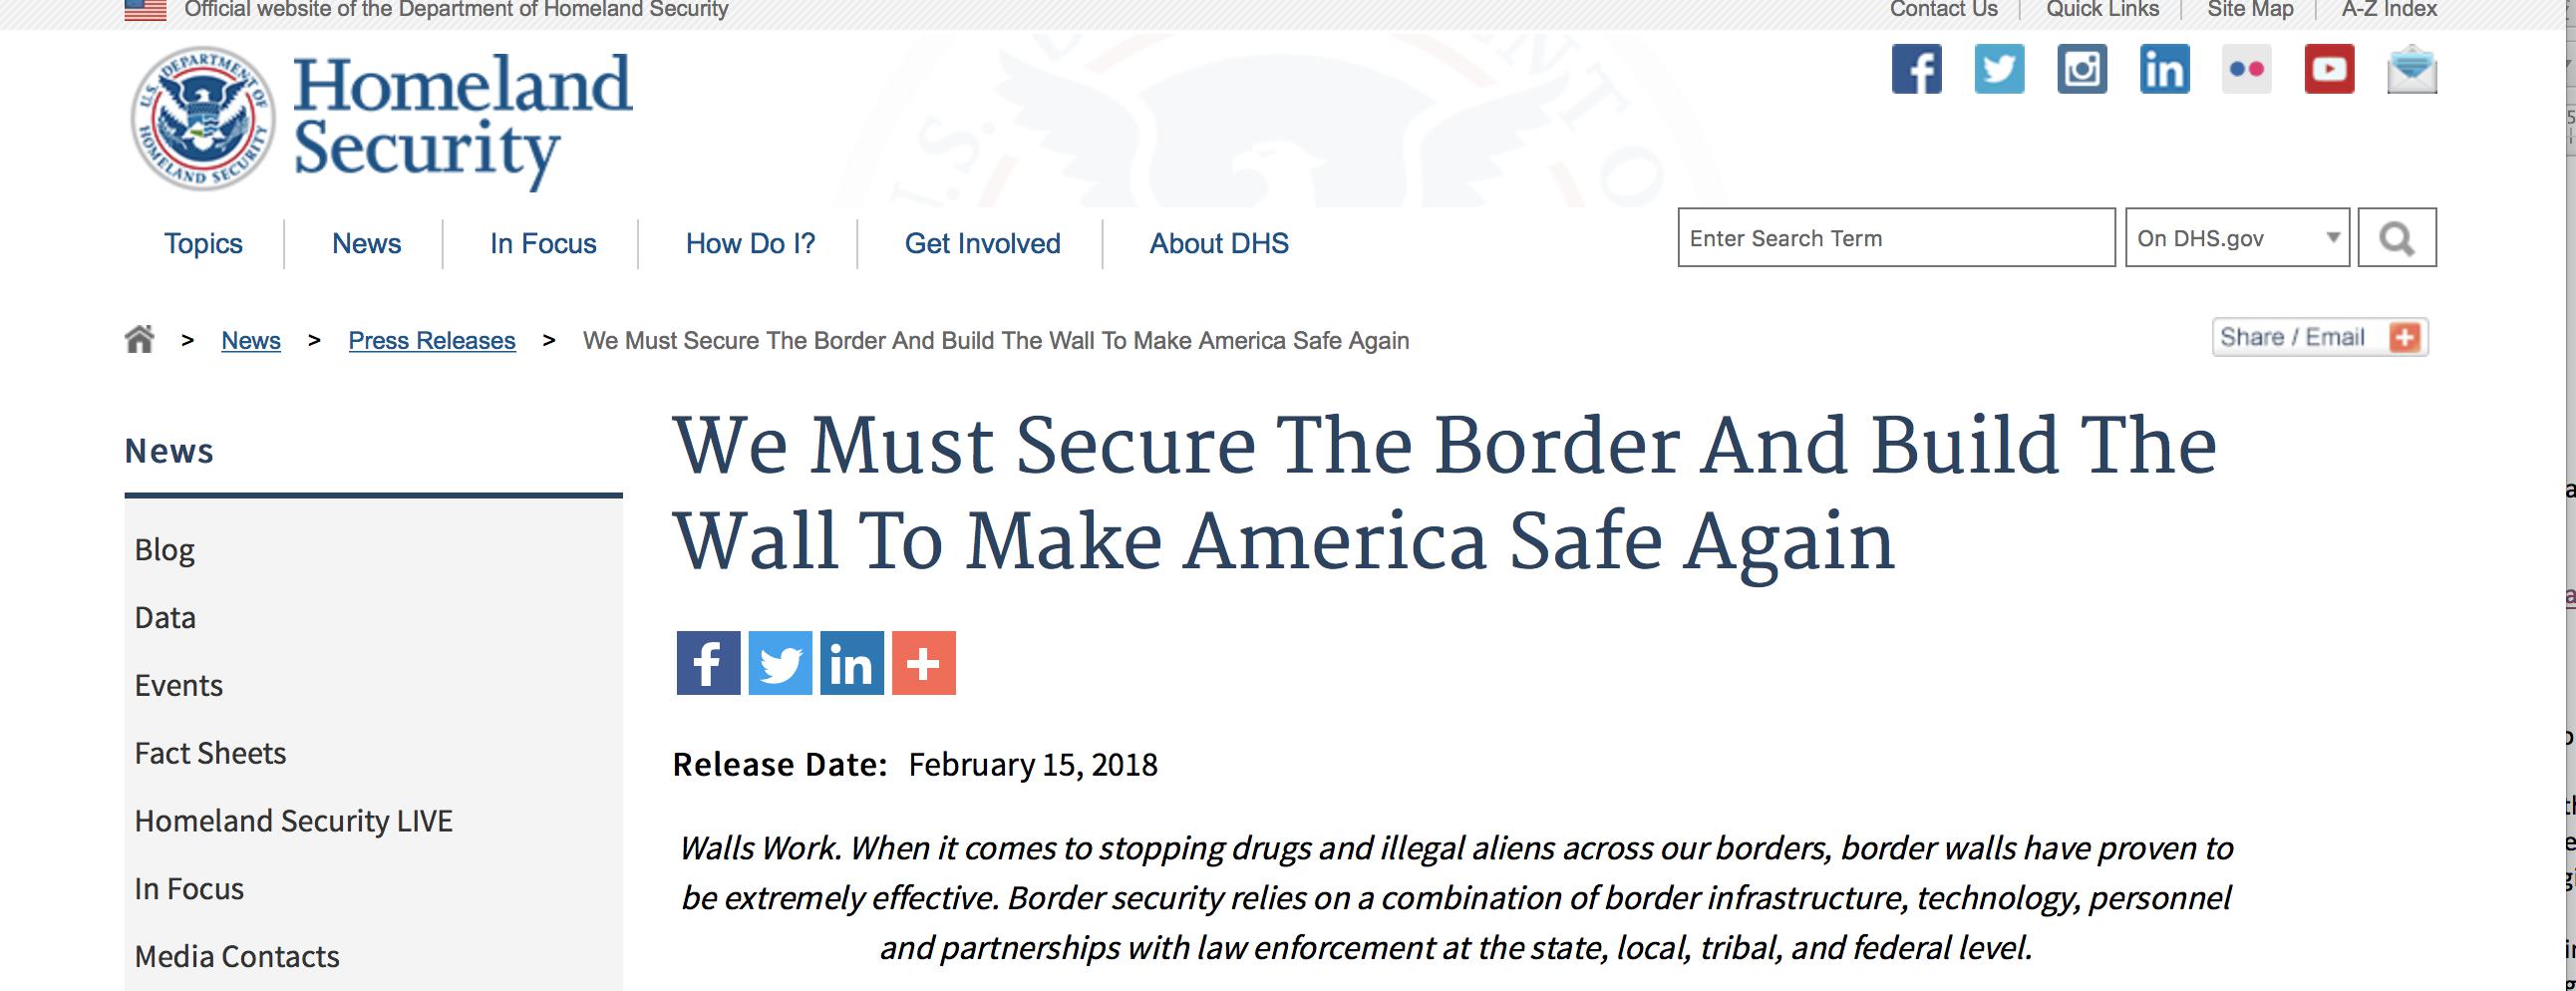 Official website of the Department of Homeland Security
Contact Us
Quick Links
Site Map
A-Z Index
U.S. DEPARTMENT OF HOMELAND SECURITY
Homeland
Security
Topics
News
In Focus
How Do I?
Get Involved
About DHS
Enter Search Term
On DHS.gov
> News > Press Releases > We Must Secure The Border And Build The Wall To Make America Safe Again
Share / Email
News
Blog
Data
Events
Fact Sheets
Homeland Security LIVE
In Focus
Media Contacts
We Must Secure The Border And Build The
Wall To Make America Safe Again
Release Date: February 15, 2018
Walls Work. When it comes to stopping drugs and illegal aliens across our borders, border walls have proven to
be extremely effective. Border security relies on a combination of border infrastructure, technology, personnel
and partnerships with law enforcement at the state, local, tribal, and federal level.